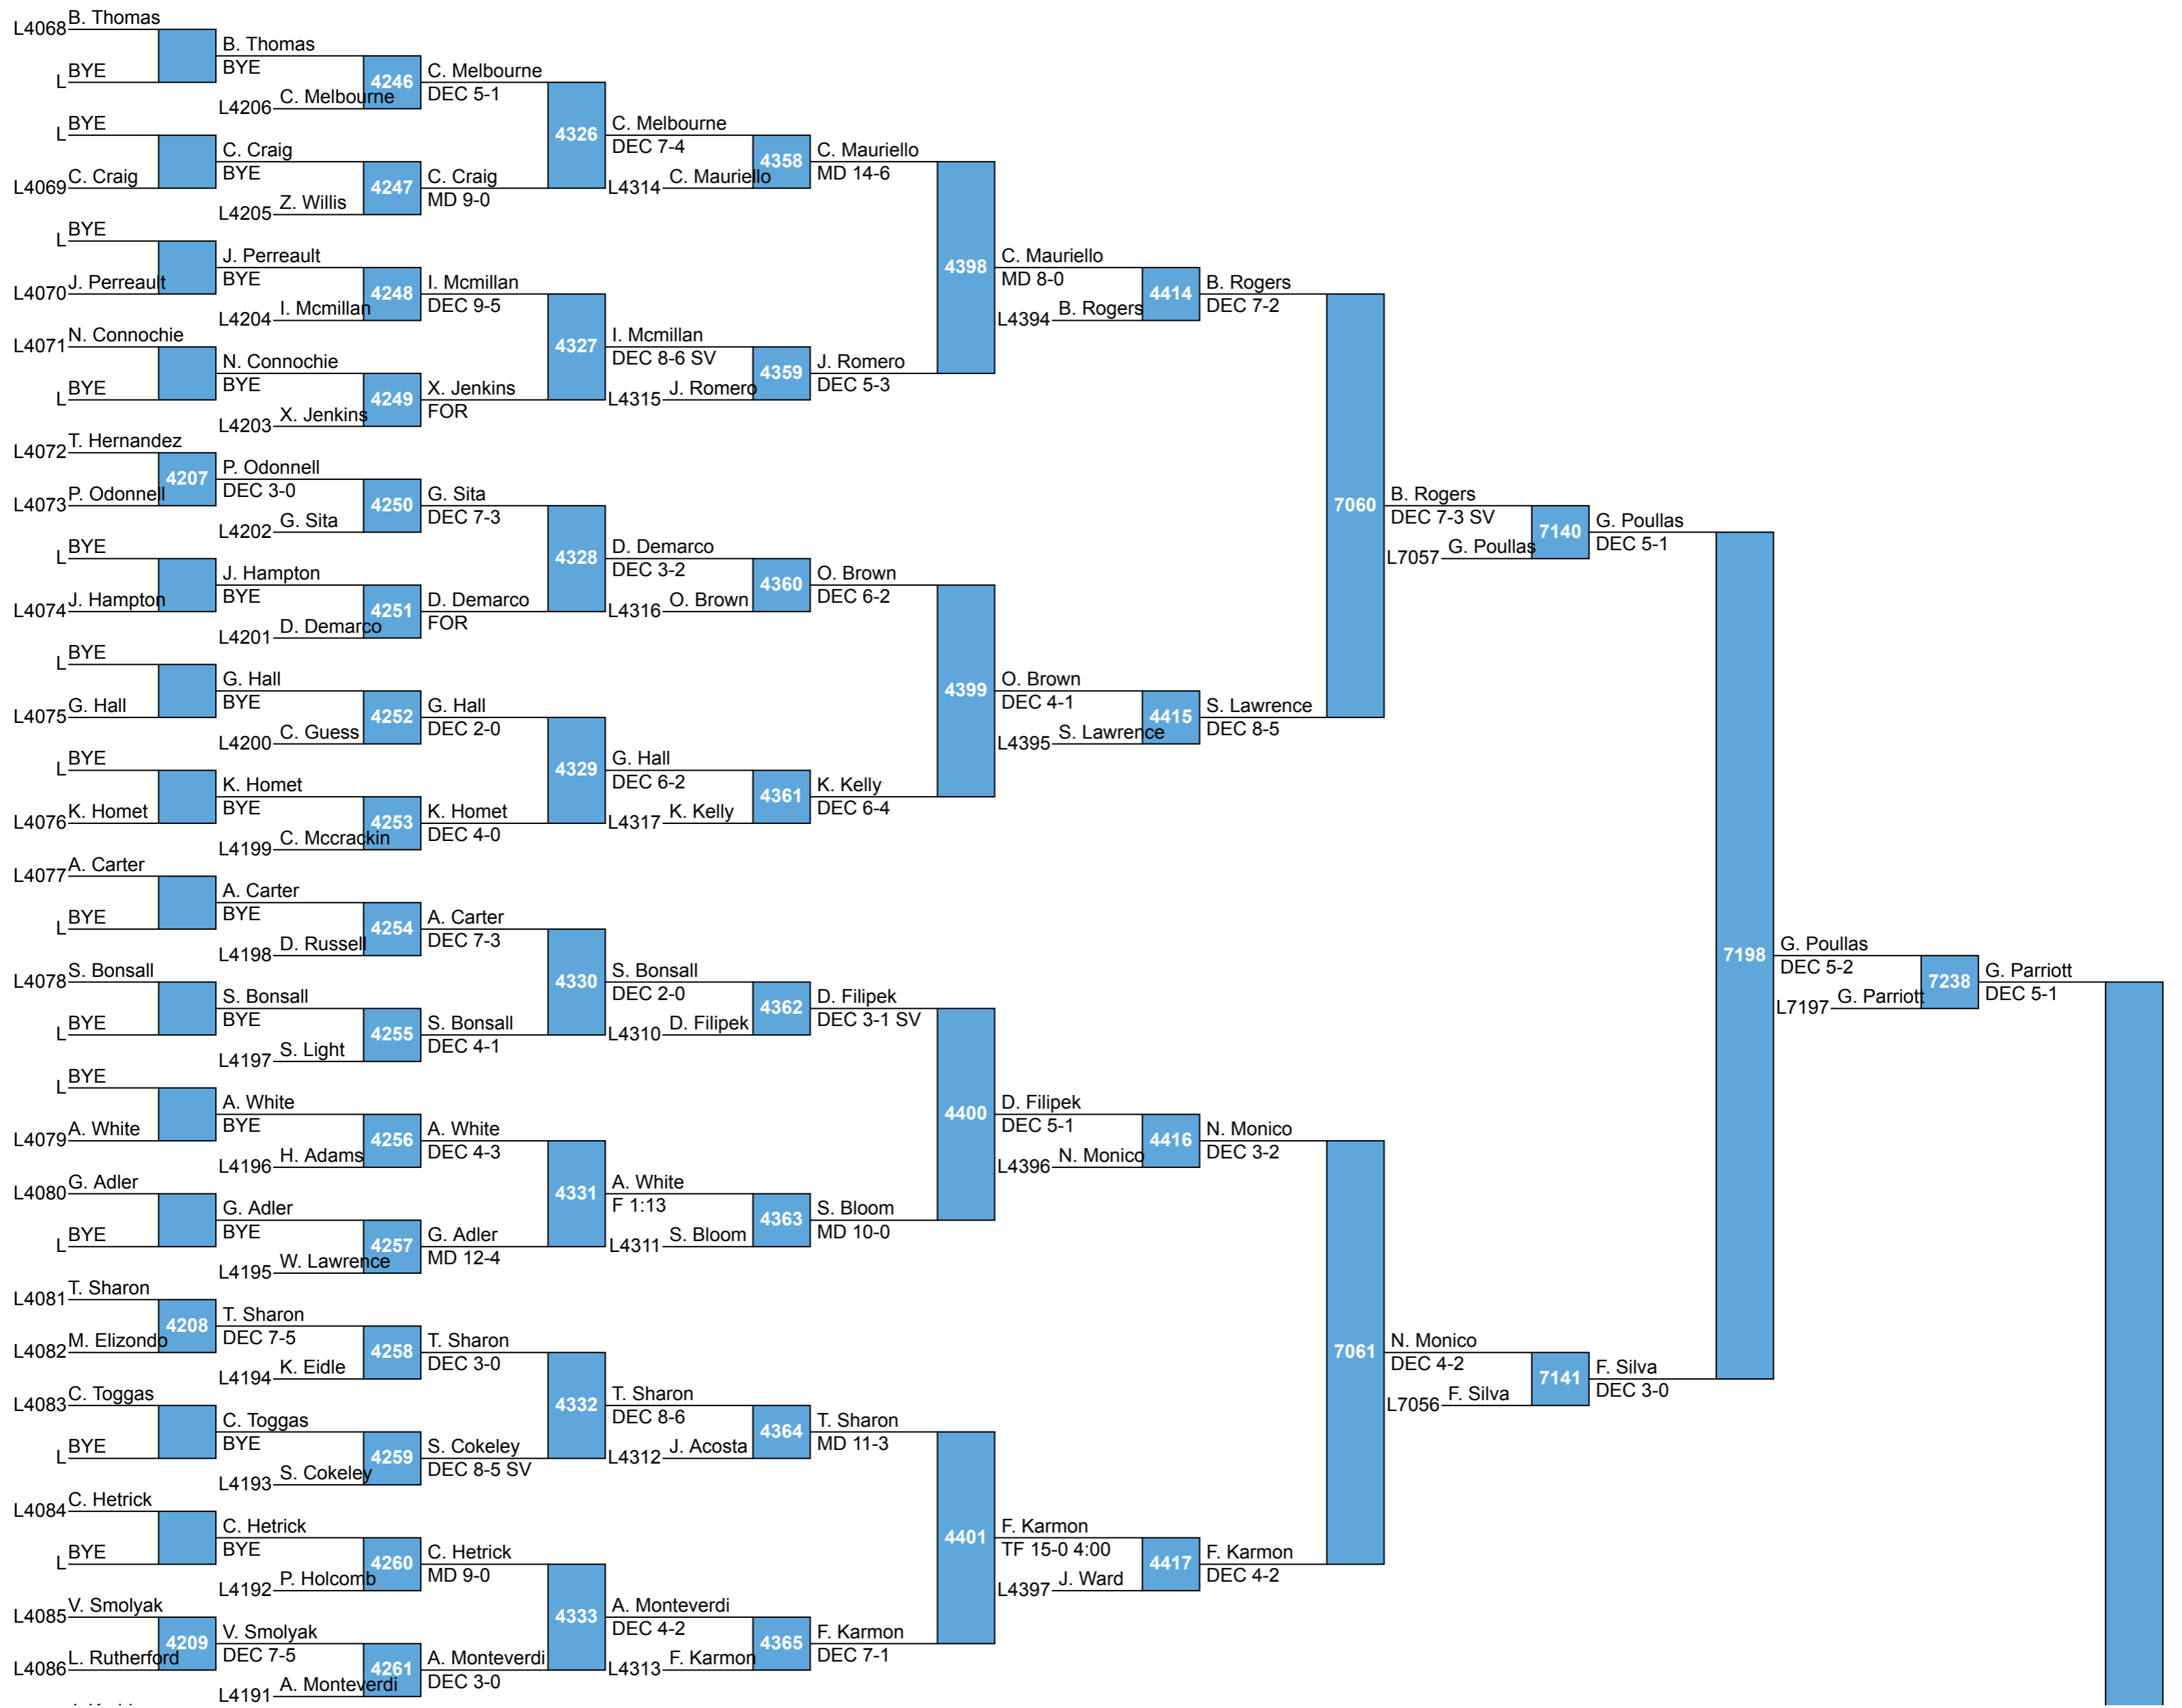 B. Thomas
L4068
B. Thomas
BYE
L
BYE
4246
C. Melbourne
DEC 5-1
L4206
C. Melbourne
L
BYE
4326
C. Melbourne
DEC 7-4
C. Craig
BYE
4358
C. Mauriello
MD 14-6
L4069
C. Craig
4247
C. Craig
MD 9-0
L4314
C. Mauriello
L4205
Z. Willis
L
BYE
J. Perreault
BYE
4398
C. Mauriello
MD 8-0
L4070
J. Perreault
4248
I. Mcmillan
DEC 9-5
4414
B. Rogers
DEC 7-2
L4204
I. Mcmillan
L4394
B. Rogers
L4071
N. Connochie
4327
I. Mcmillan
DEC 8-6 SV
N. Connochie
BYE
4359
J. Romero
DEC 5-3
L
BYE
4249
X. Jenkins
FOR
L4315
J. Romero
L4203
X. Jenkins
L4072
T. Hernandez
4207
P. Odonnell
DEC 3-0
L4073
P. Odonnell
4250
G. Sita
DEC 7-3
7060
B. Rogers
DEC 7-3 SV
L4202
G. Sita
7140
G. Poullas
DEC 5-1
L
BYE
4328
D. Demarco
DEC 3-2
L7057
G. Poullas
J. Hampton
BYE
4360
O. Brown
DEC 6-2
L4074
J. Hampton
4251
D. Demarco
FOR
L4316
O. Brown
L4201
D. Demarco
L
BYE
G. Hall
BYE
4399
O. Brown
DEC 4-1
L4075
G. Hall
4252
G. Hall
DEC 2-0
4415
S. Lawrence
DEC 8-5
L4200
C. Guess
L4395
S. Lawrence
L
BYE
4329
G. Hall
DEC 6-2
K. Homet
BYE
4361
K. Kelly
DEC 6-4
L4076
K. Homet
4253
K. Homet
DEC 4-0
L4317
K. Kelly
L4199
C. Mccrackin
L4077
A. Carter
A. Carter
BYE
L
BYE
4254
A. Carter
DEC 7-3
L4198
D. Russell
7198
G. Poullas
DEC 5-2
L4078
S. Bonsall
4330
S. Bonsall
DEC 2-0
7238
G. Parriott
DEC 5-1
S. Bonsall
BYE
4362
D. Filipek
DEC 3-1 SV
L7197
G. Parriott
L
BYE
4255
S. Bonsall
DEC 4-1
L4310
D. Filipek
L4197
S. Light
L
BYE
A. White
BYE
4400
D. Filipek
DEC 5-1
L4079
A. White
4256
A. White
DEC 4-3
4416
N. Monico
DEC 3-2
L4196
H. Adams
L4396
N. Monico
L4080
G. Adler
4331
A. White
F 1:13
G. Adler
BYE
4363
S. Bloom
MD 10-0
L
BYE
4257
G. Adler
MD 12-4
L4311
S. Bloom
L4195
W. Lawrence
L4081
T. Sharon
4208
T. Sharon
DEC 7-5
L4082
M. Elizondo
4258
T. Sharon
DEC 3-0
7061
N. Monico
DEC 4-2
L4194
K. Eidle
7141
F. Silva
DEC 3-0
L4083
C. Toggas
4332
T. Sharon
DEC 8-6
L7056
F. Silva
C. Toggas
BYE
4364
T. Sharon
MD 11-3
L
BYE
4259
S. Cokeley
DEC 8-5 SV
L4312
J. Acosta
L4193
S. Cokeley
L4084
C. Hetrick
C. Hetrick
BYE
4401
F. Karmon
TF 15-0 4:00
L
BYE
4260
C. Hetrick
MD 9-0
4417
F. Karmon
DEC 4-2
L4192
P. Holcomb
L4397
J. Ward
L4085
V. Smolyak
4333
A. Monteverdi
DEC 4-2
4209
V. Smolyak
DEC 7-5
4365
F. Karmon
DEC 7-1
L4086
L. Rutherford
4261
A. Monteverdi
DEC 3-0
L4313
F. Karmon
L4191
A. Monteverdi